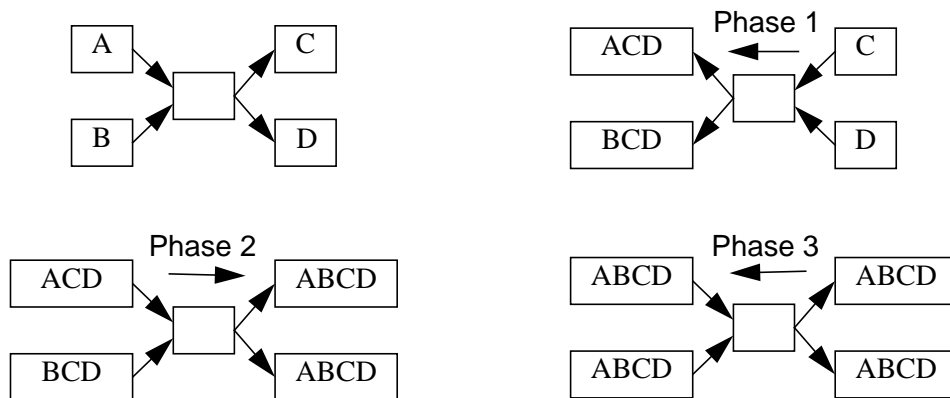 A
C
B
D
Phase 1
ACD
C
BCD
D
Phase 2
ACD
ABCD
BCD
ABCD
Phase 3
ABCD
ABCD
ABCD
ABCD